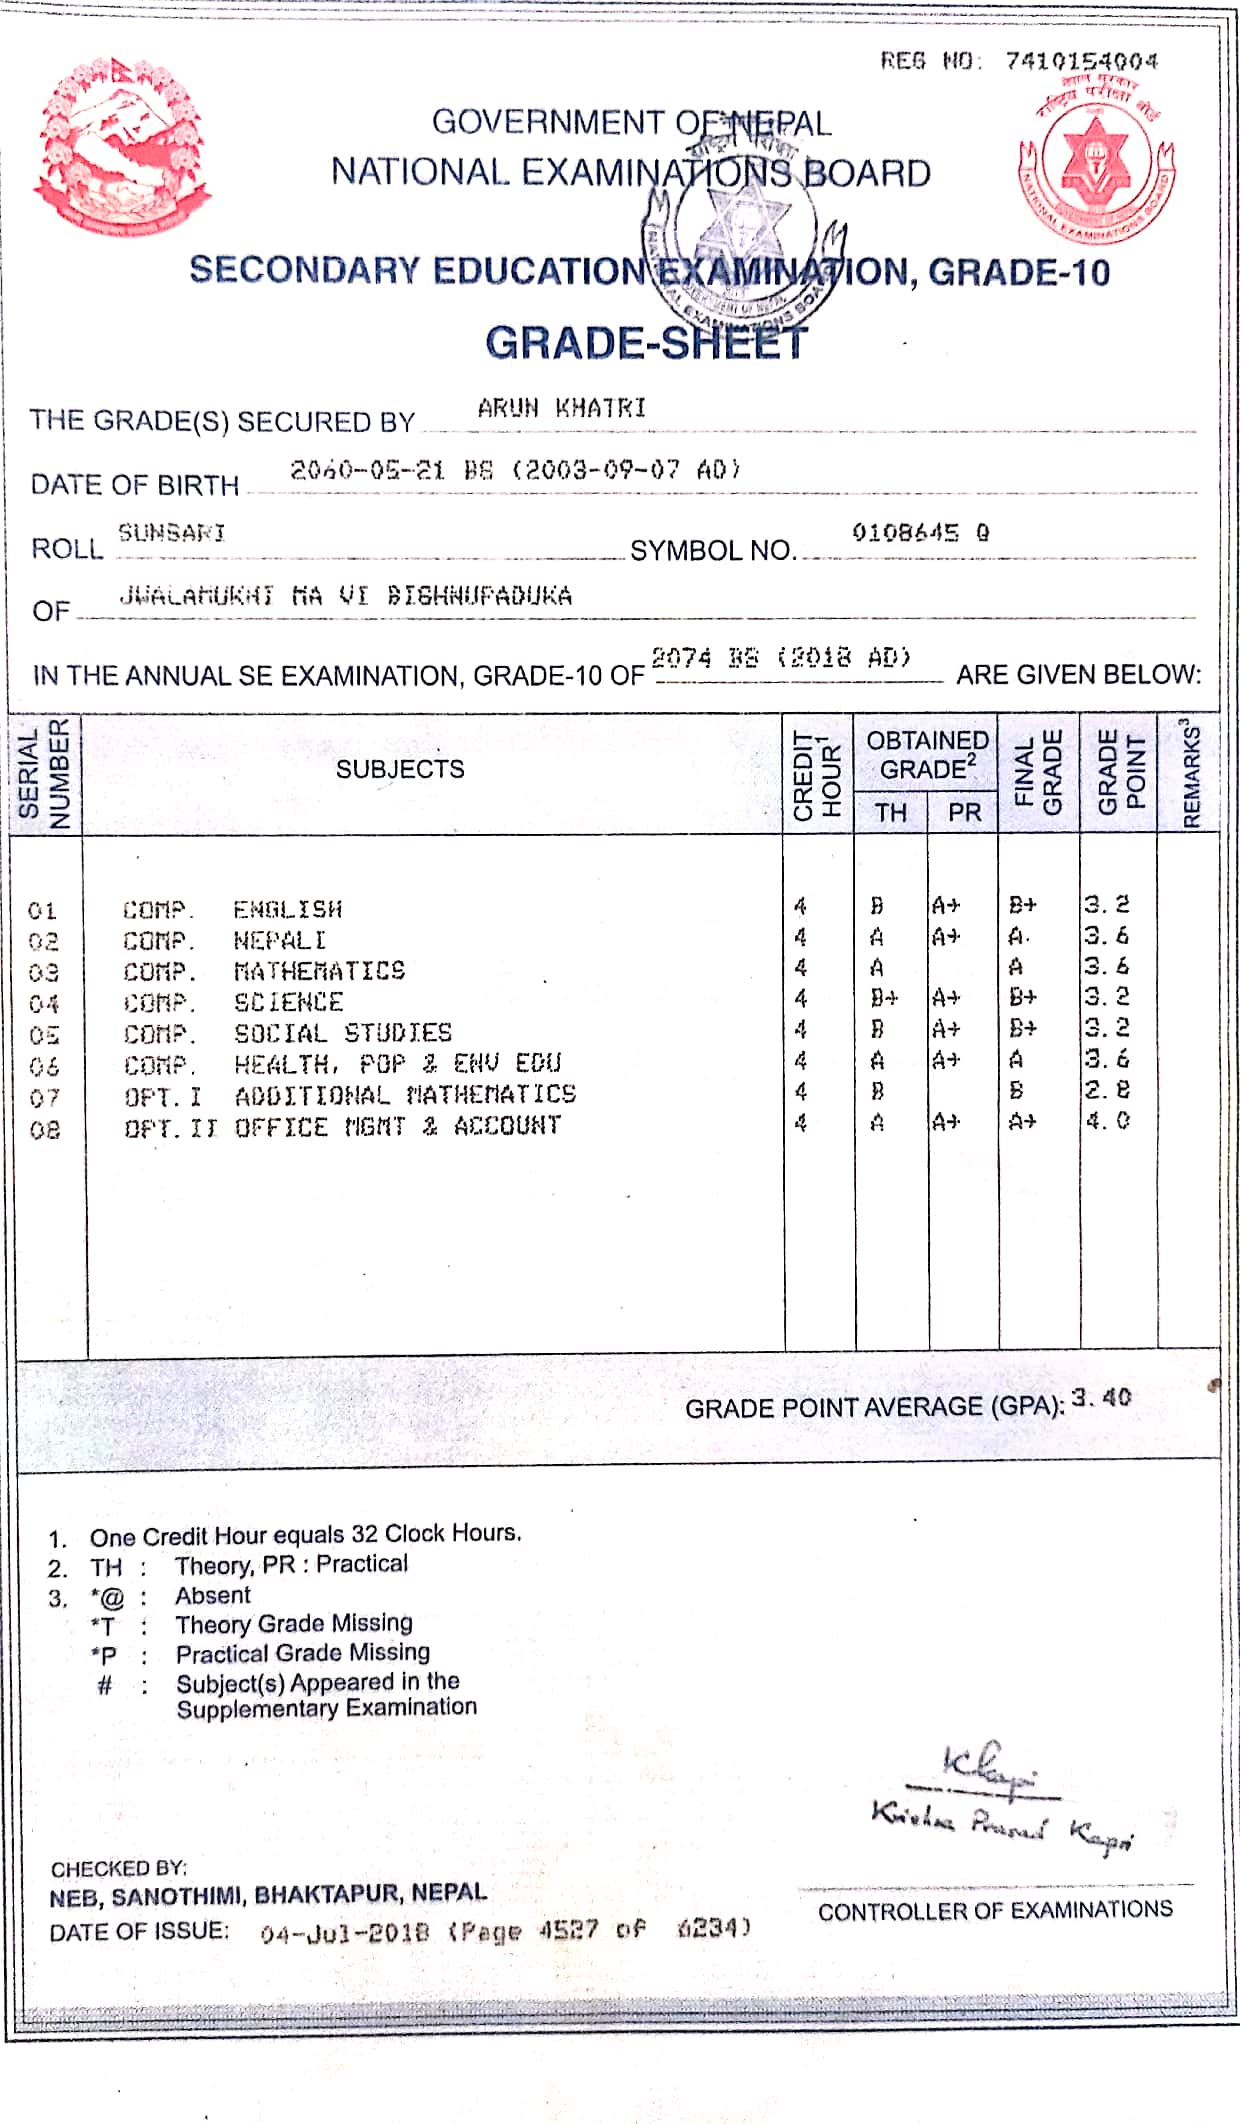 REG NO: 7410154004
नेपाल सरकार
राष्ट्रिय परीक्षा बोर्ड
GOVERNMENT OF NEPAL
NATIONAL EXAMINATIONS BOARD
NATIONAL EXAMINATIONS BOARD
SECONDARY EDUCATION EXAMINATION, GRADE-10
GRADE-SHEET
THE GRADE(S) SECURED BY ARUN KHATRI
DATE OF BIRTH 2060-05-21 BS (2003-09-07 AD)
ROLL SUNSARI SYMBOL NO. 0108645 Q
OF JWALAMUKHI MA VI BISHNUPADUKA
IN THE ANNUAL SE EXAMINATION, GRADE-10 OF 2074 BS (2018 AD) ARE GIVEN BELOW:
SERIAL NUMBER SUBJECTS CREDIT HOUR1 OBTAINED GRADE2 FINAL GRADE GRADE POINT REMARKS3
TH PR
01 COMP. ENGLISH 4 B A+ B+ 3.2
02 COMP. NEPALI 4 A A+ A 3.6
03 COMP. MATHEMATICS 4 A A 3.6
04 COMP. SCIENCE 4 B+ A+ B+ 3.2
05 COMP. SOCIAL STUDIES 4 B A+ B+ 3.2
06 COMP. HEALTH, POP & ENV EDU 4 A A+ A 3.6
07 OPT.I ADDITIONAL MATHEMATICS 4 B B 2.8
08 OPT.II OFFICE MGMT & ACCOUNT 4 A A+ A+ 4.0
GRADE POINT AVERAGE (GPA): 3.40
1. One Credit Hour equals 32 Clock Hours.
2. TH : Theory, PR : Practical
3. *@ : Absent
*T : Theory Grade Missing
*P : Practical Grade Missing
# : Subject(s) Appeared in the
Supplementary Examination
Kkapi
Krishna Prasad Kapri
CHECKED BY:
NEB, SANOTHIMI, BHAKTAPUR, NEPAL
CONTROLLER OF EXAMINATIONS
DATE OF ISSUE: 04-Jul-2018 (Page 4527 of 6234)